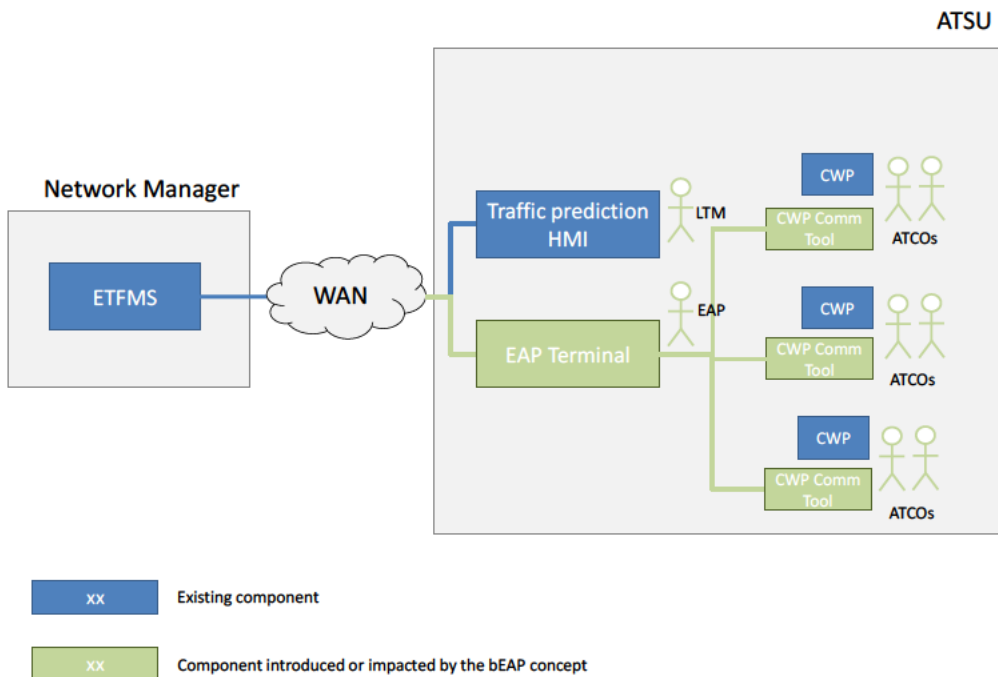 ATSU
Network Manager
ETFMS
WAN
Traffic prediction
HMI
LTM
EAP Terminal
EAP
CWP
CWP Comm
Tool
ATCOs
CWP
CWP Comm
Tool
ATCOs
CWP
CWP Comm
Tool
ATCOs
xx
Existing component
xx
Component introduced or impacted by the bEAP concept